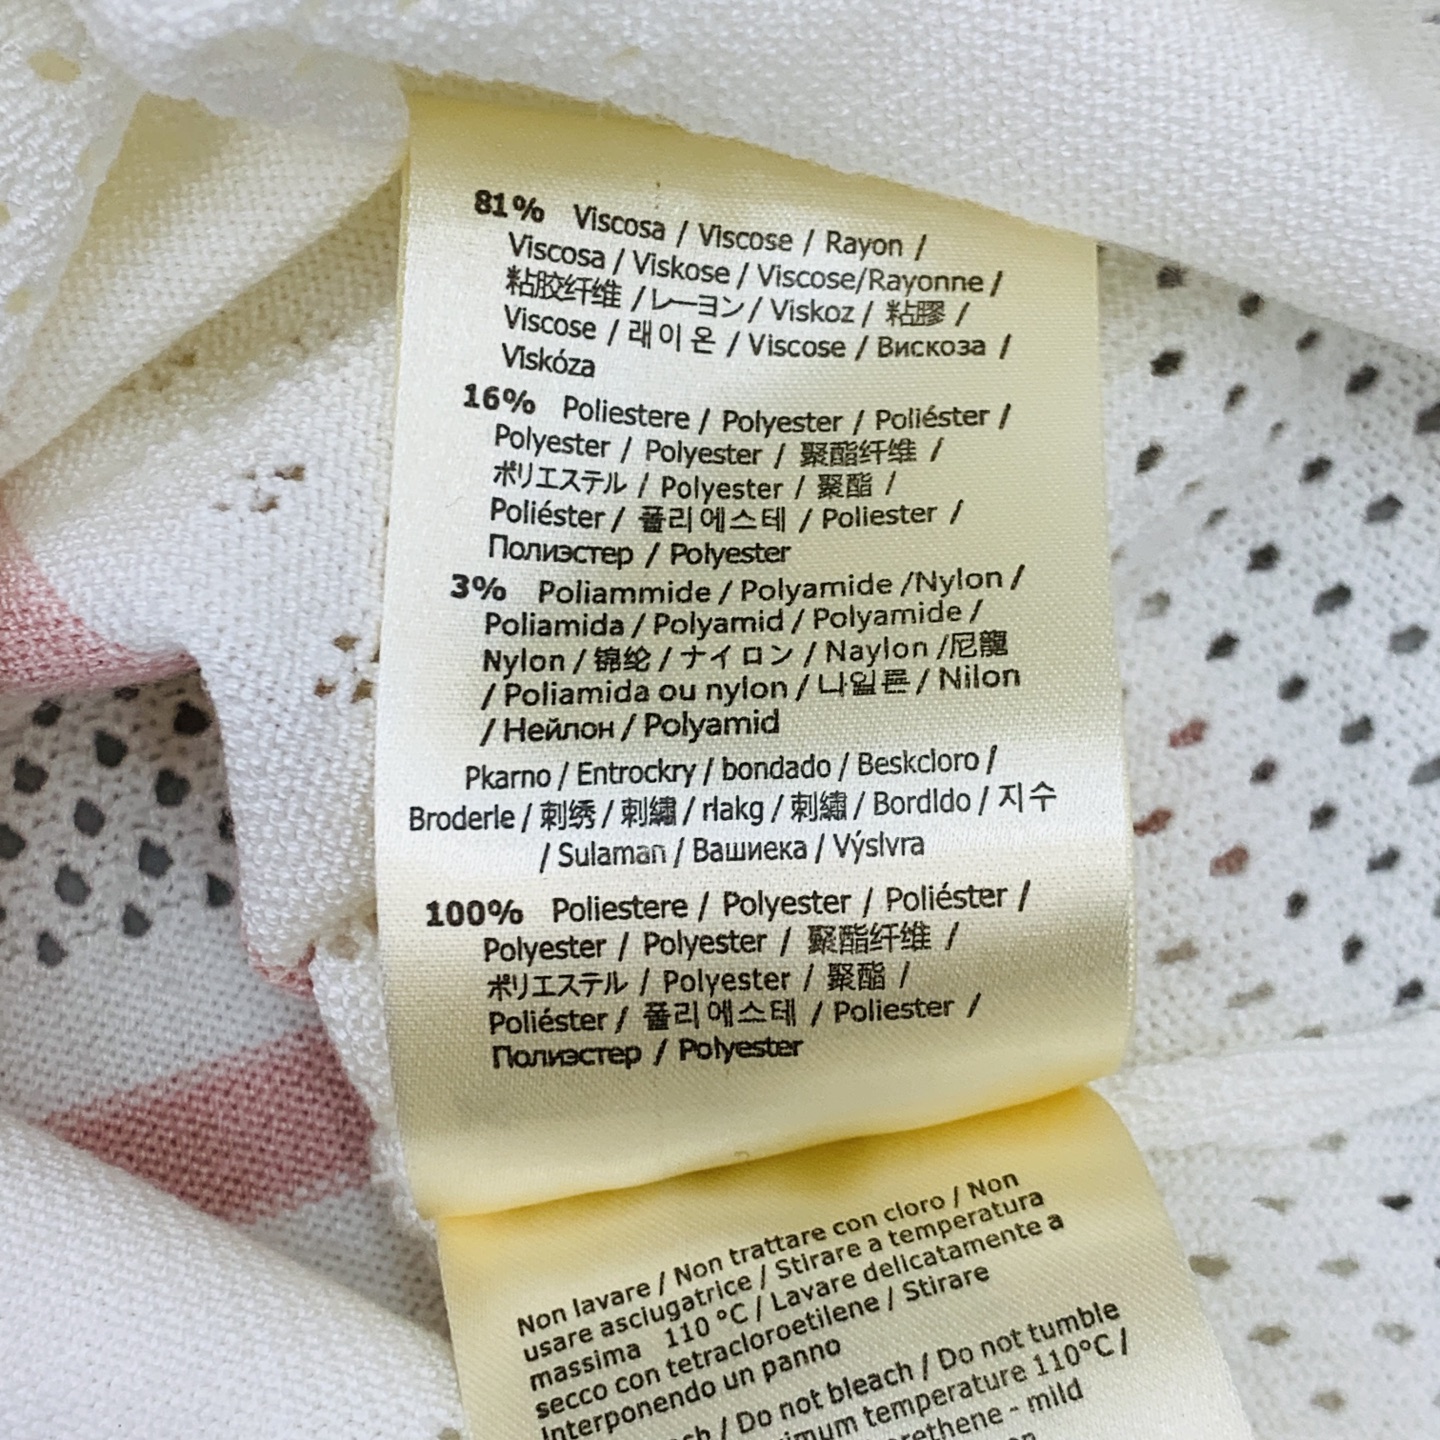 81% Viscosa / Viscose / Rayon /
Viscosa / Viskose / Viscose/Rayonne /
粘胶纤维 /レーヨン/ Viskoz / 粘膠 /
Viscose / 래이온 / Viscose / Вискоза /
Viskóza
16% Poliestere / Polyester / Poliéster /
Polyester / Polyester / 聚酯纤维 /
ポリエステル / Polyester / 聚酯 /
Poliéster / 폴리에스테 / Poliester /
Полиэстер / Polyester
3% Poliammide / Polyamide /Nylon /
Poliamida / Polyamid / Polyamide /
Nylon / 锦纶 / ナイロン / Naylon /尼龍
/ Poliamida ou nylon / 나일론 / Nilon
/ Нейлон / Polyamid
Pkarno / Entrockry / bondado / Beskcloro /
Broderle / 刺绣 / 刺繡 / / 刺繡 / Bordldo / 지수
/ Sulaman / Вашиека / Výslvra
100% Poliestere / Polyester / Poliéster /
Polyester / Polyester / 聚酯纤维 /
ポリエステル / Polyester / 聚酯 /
Poliéster / 폴리에스테 / Poliester /
Полиэстер / Polyester
Non lavare / Non trattare con cloro / Non
usare asciugatrice / Stirare a temperatura
massima 110 °C / Lavare delicatamente a
secco con tetracloroetilene / Stirare
interponendo un panno
/ Do not bleach / Do not tumble
temperature 110°C /
- mild